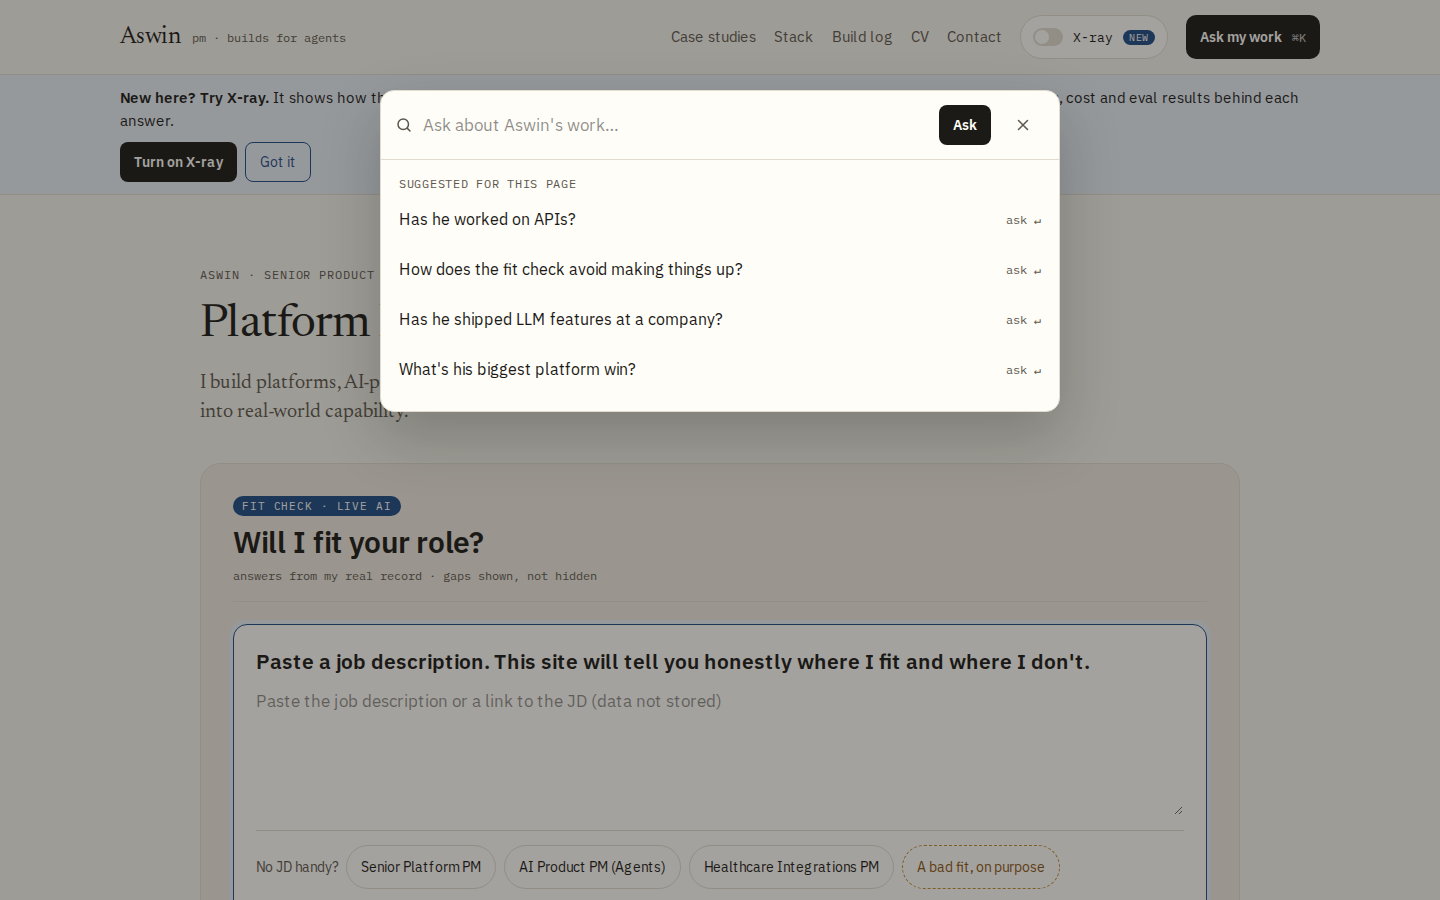 Aswin pm · builds for agents
Case studies Stack Build log CV Contact X-ray NEW Ask my work ⌘K
New here? Try X-ray. It shows how , cost and eval results behind each
answer.
Turn on X-ray Got it
Ask about Aswin's work... Ask
SUGGESTED FOR THIS PAGE
Has he worked on APIs? ask ↵
How does the fit check avoid making things up? ask ↵
Has he shipped LLM features at a company? ask ↵
What's his biggest platform win? ask ↵
ASWIN · SENIOR PRODUCT
Platform
I build platforms,
into real-world capability.
FIT CHECK · LIVE AI
Will I fit your role?
answers from my real record · gaps shown, not hidden
Paste a job description. This site will tell you honestly where I fit and where I don't.
Paste the job description or a link to the JD (data not stored)
No JD handy? Senior Platform PM AI Product PM (Agents) Healthcare Integrations PM A bad fit, on purpose